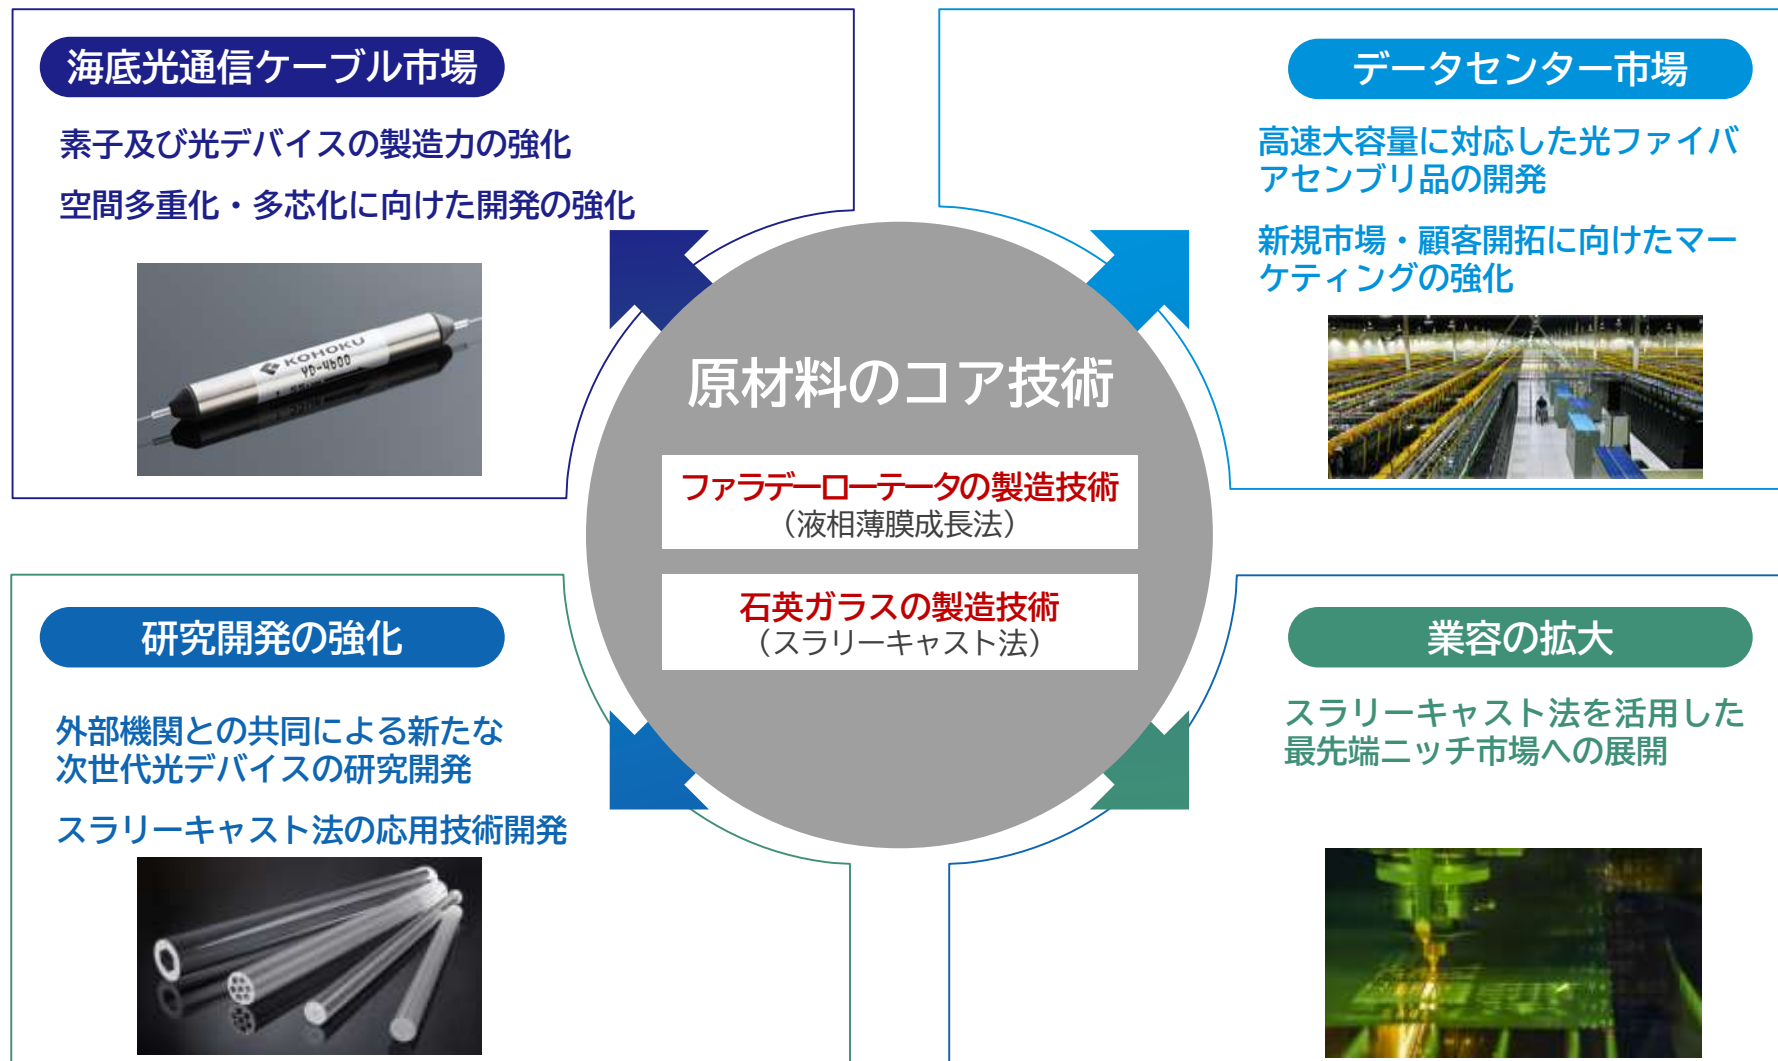 海底光通信ケーブル市場
素子及び光デバイスの製造力の強化
空間多重化・多芯化に向けた開発の強化
KOHOKU
YD-4600
データセンター市場
高速大容量に対応した光ファイバ
アセンブリ品の開発
新規市場・顧客開拓に向けたマー
ケティングの強化
原材料のコア技術
ファラデーローテータの製造技術
（液相薄膜成長法）
石英ガラスの製造技術
（スラリーキャスト法）
研究開発の強化
外部機関との共同による新たな
次世代光デバイスの研究開発
スラリーキャスト法の応用技術開発
業容の拡大
スラリーキャスト法を活用した
最先端ニッチ市場への展開